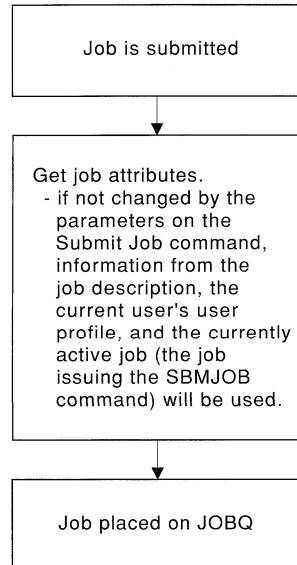 Job is submitted
Get job attributes.
- if not changed by the
parameters on the
Submit Job command,
information from the
job description, the
current user's user
profile, and the currently
active job (the job
issuing the SBMJOB
command) will be used.
Job placed on JOBQ